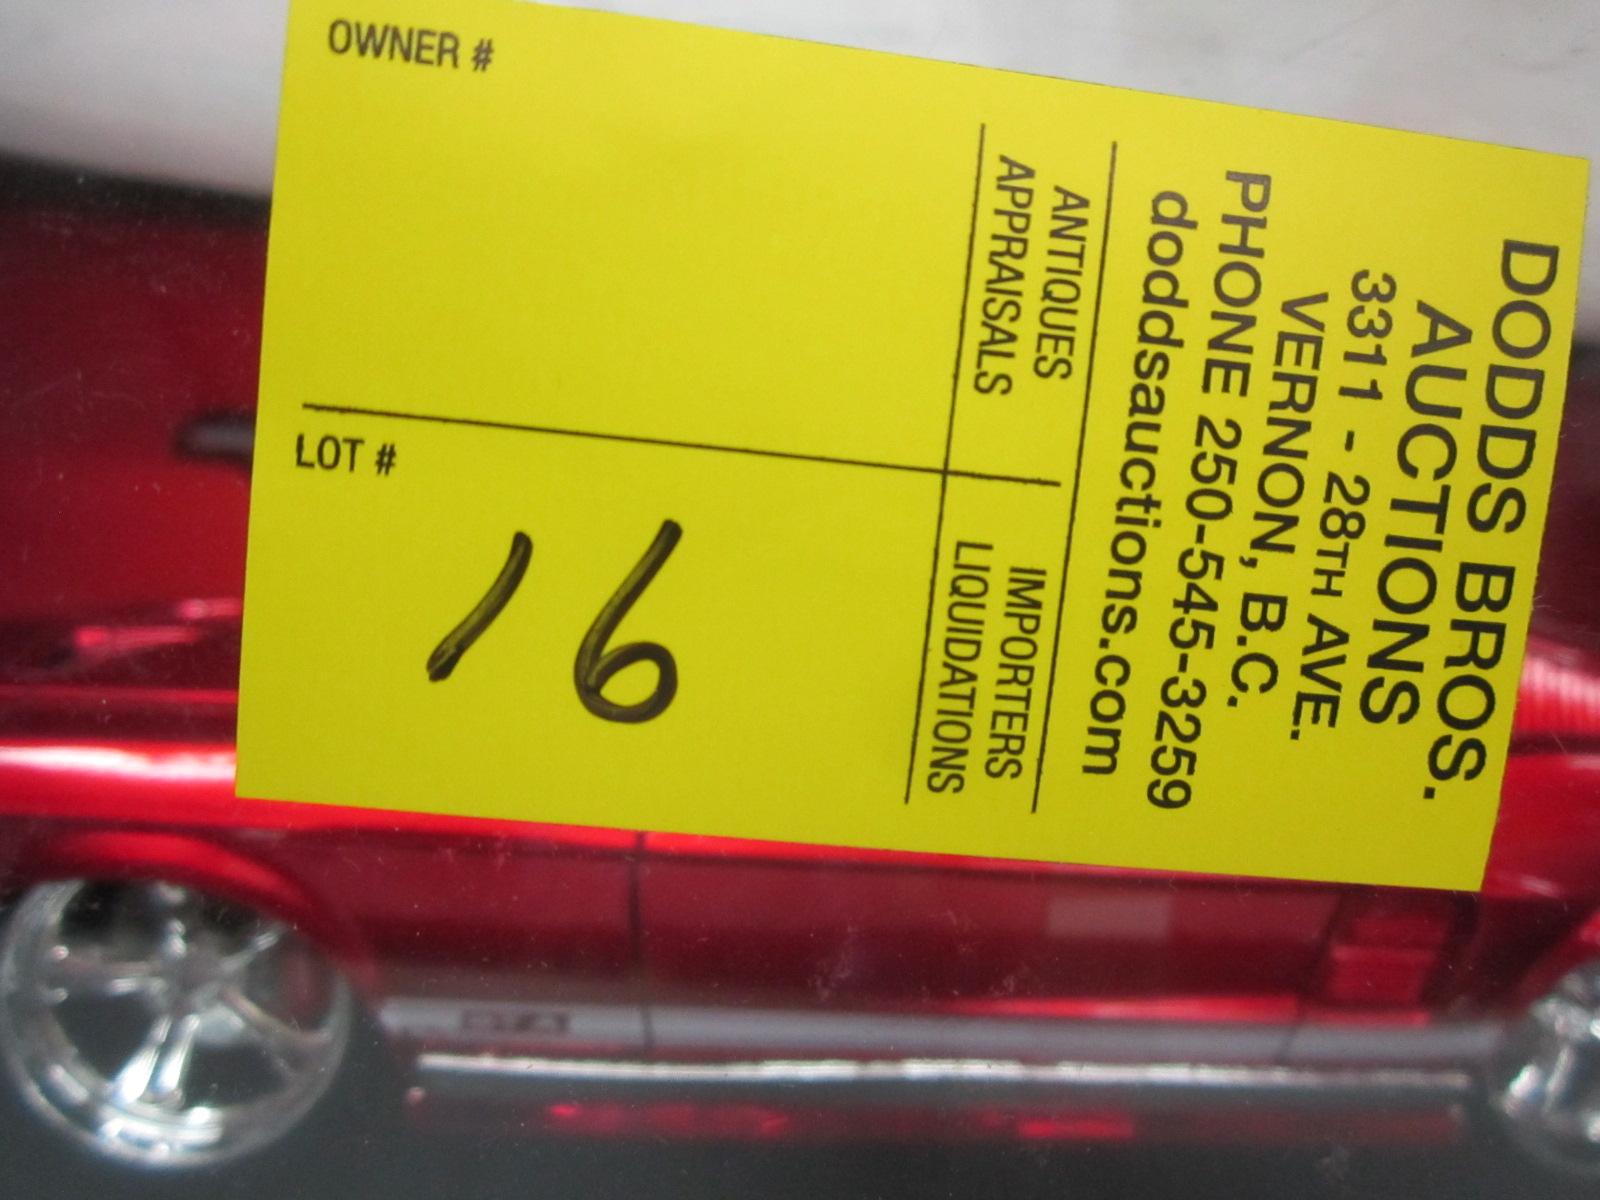 DODDS BROS.
AUCTIONS
3311 - 28TH AVE.
VERNON, B.C.
PHONE 250-545-3259
doddsauctions.com
ANTIQUES
APPRAISALS
IMPORTERS
LIQUIDATIONS
OWNER #
LOT #
16